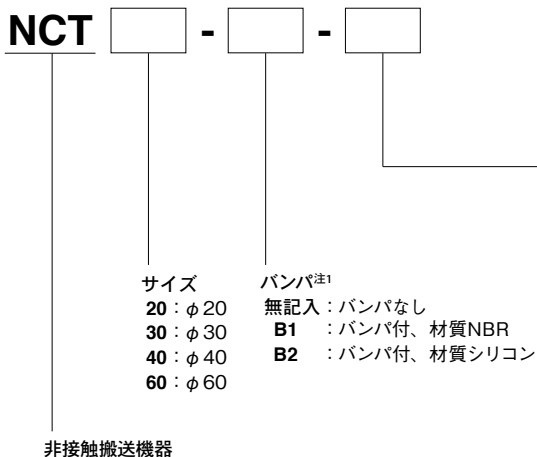 NCT - -
サイズ
20：φ20
30：φ30
40：φ40
60：φ60
バンパ注1
無記入：バンパなし
B1：バンパ付、材質NBR
B2：バンパ付、材質シリコン
非接触搬送機器